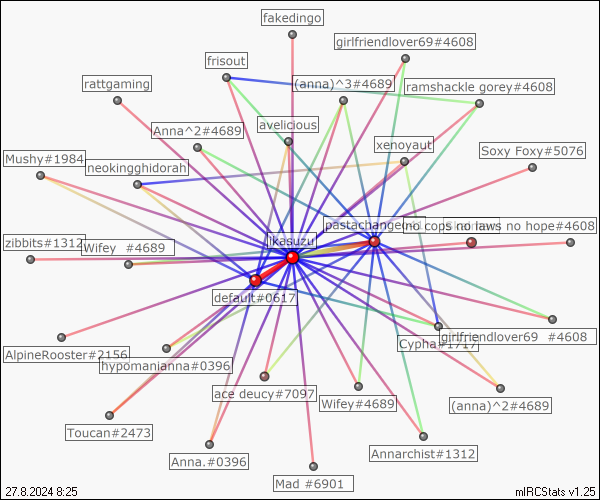 fakedingo
girlfriendlover69#4608
frisout
rattgaming
(anna)^3#4689
ramshackle gorey#4608
Anna^2#4689
avelicious
xenoyaut
Soxy Foxy#5076
Mushy#1984
neokingghidorah
pastachangedni
no cops no laws no hope#4608
zibbits#1312
Wifey #4689
ikasuzu
default#0617
AlpineRooster#2156
hypomanianna#0396
Cypha#1717
girlfriendlover69 #4608
ace deucy#7097
Wifey#4689
(anna)^2#4689
Toucan#2473
Annarchist#1312
Anna.#0396
Mad #6901
27.8.2024 8:25
mIRCStats v1.25